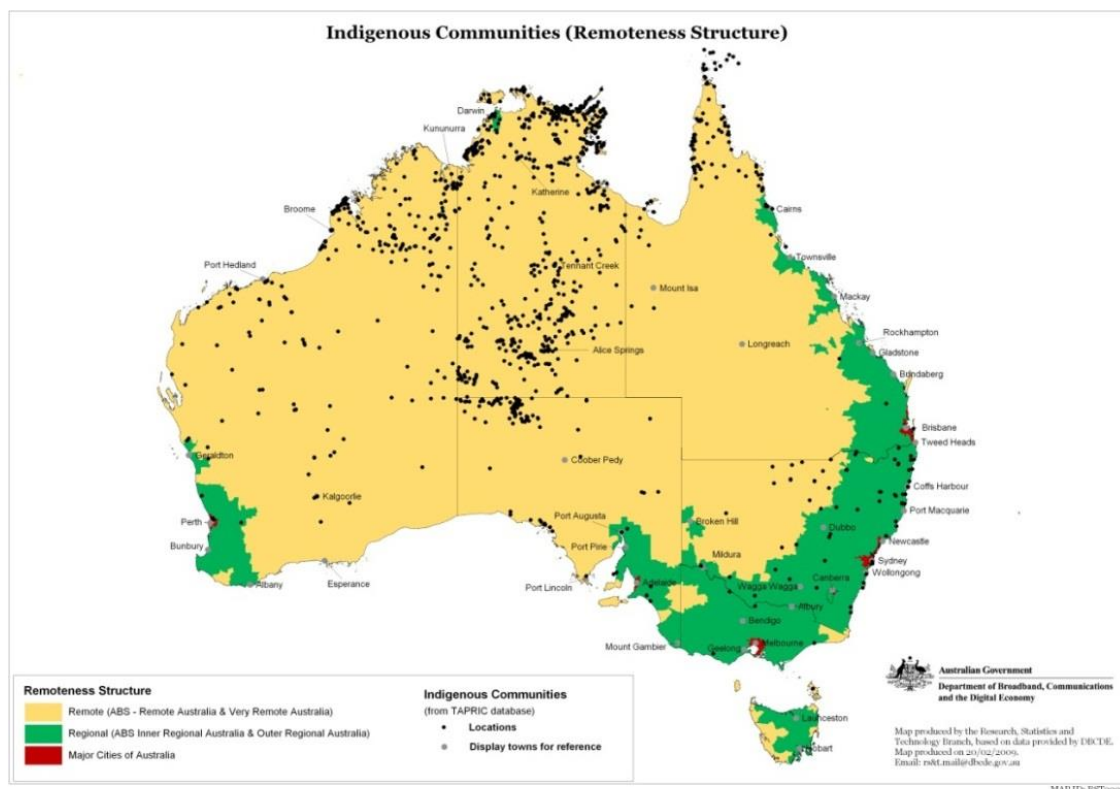 Indigenous Communities (Remoteness Structure)
Darwin
Kununurra
Katherine
Broome
Cairns
Port Hedland
Tennant Creek
Townsville
Mount Isa
Mackay
Rockhampton
Longreach
Alice Springs
Gladstone
Bundaberg
Brisbane
Tweed Heads
Geraldton
Coober Pedy
Coffs Harbour
Kalgoorlie
Port Macquarie
Port Augusta
Perth
Broken Hill
Dubbo
Newcastle
Bunbury
Port Pirie
Mildura
Sydney
Wollongong
Albany
Esperance
Port Lincoln
Adelaide
Wagga Wagga
Canberra
Albury
Bendigo
Mount Gambier
Geelong
Melbourne
Launceston
Hobart
Remoteness Structure
Remote (ABS - Remote Australia & Very Remote Australia)
Regional (ABS Inner Regional Australia & Outer Regional Australia)
Major Cities of Australia
Indigenous Communities
(from TAPRIC database)
Locations
Display towns for reference
Australian Government
Department of Broadband, Communications
and the Digital Economy
Map produced by the Research, Statistics and
Technology Branch, based on data provided by DBCDE.
Map produced on 20/02/2009.
Email: rs&t.mail@dbcde.gov.au